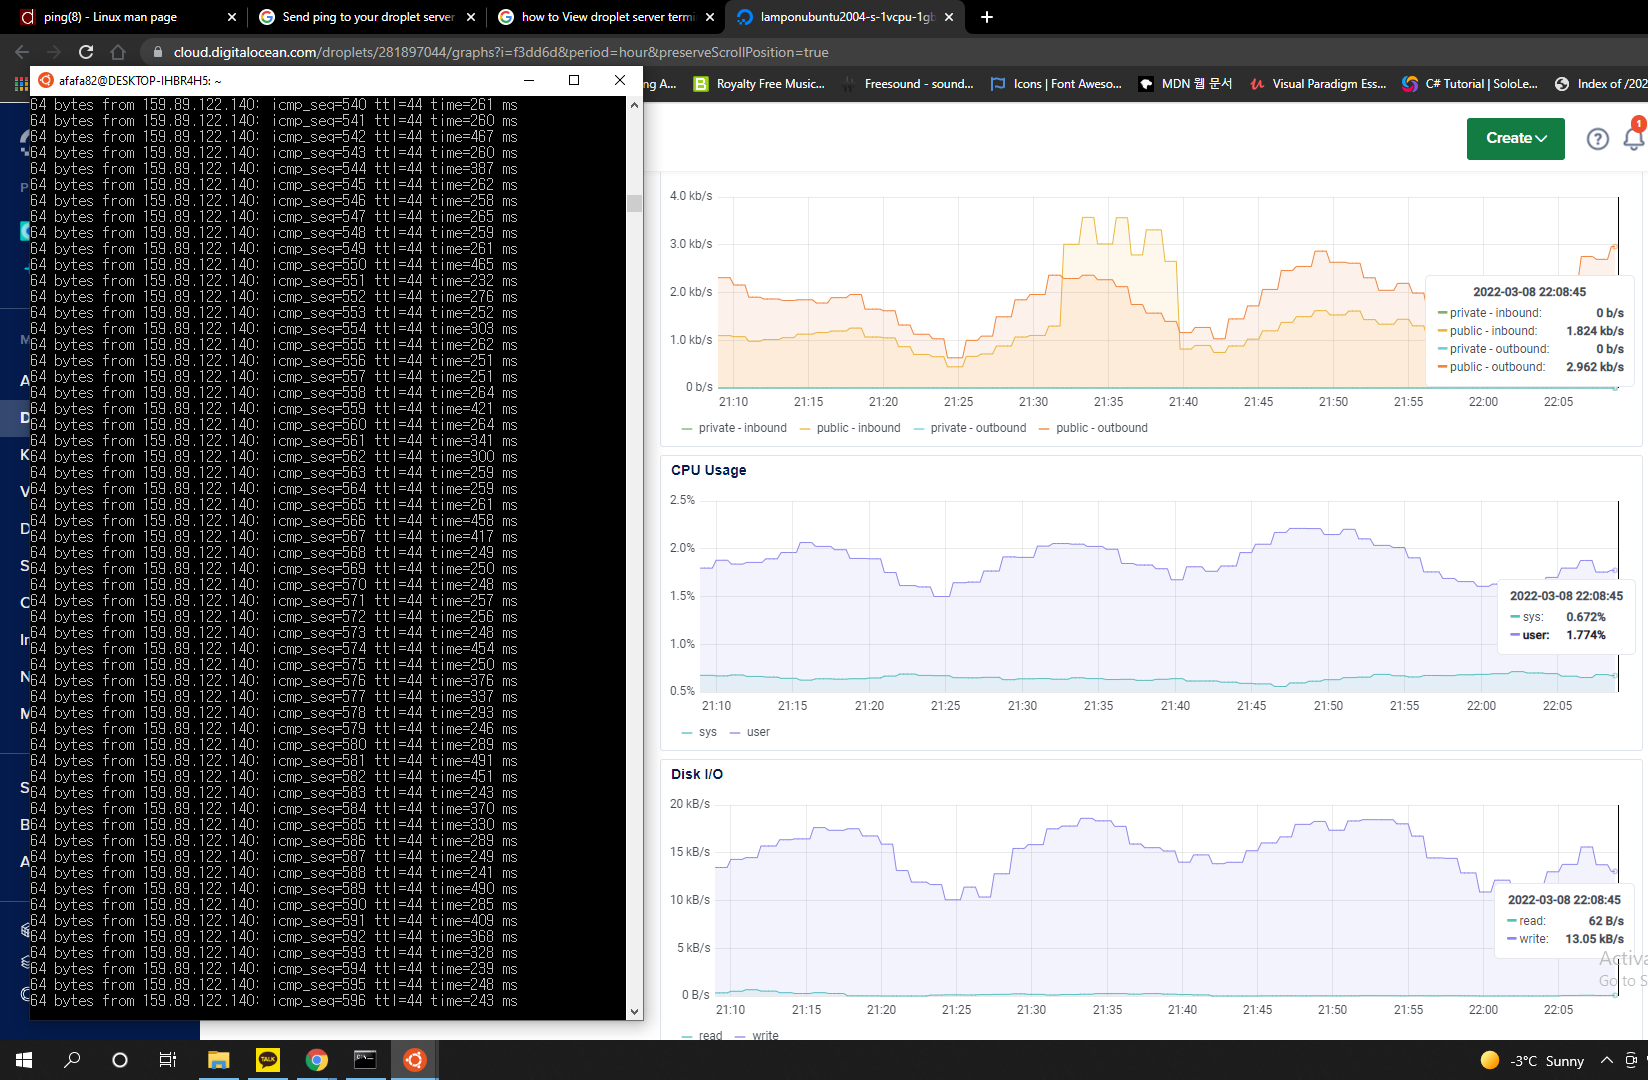 ping(8) - Linux man page
Send ping to your droplet server
how to View droplet server termi
lamponubuntu2004-s-1vcpu-1gb
cloud.digitalocean.com/droplets/281897044/graphs?i=f3dd6d&period=hour&preserveScrollPosition=true
ng A...
Royalty Free Music...
Freesound - sound...
Icons | Font Aweso...
MDN 웹 문서
Visual Paradigm Ess...
C# Tutorial | SoloLe...
Index of /202
afafa82@DESKTOP-IHBR4H5: ~
64 bytes from 159.89.122.140: icmp_seq=540 ttl=44 time=261 ms
64 bytes from 159.89.122.140: icmp_seq=541 ttl=44 time=260 ms
64 bytes from 159.89.122.140: icmp_seq=542 ttl=44 time=467 ms
64 bytes from 159.89.122.140: icmp_seq=543 ttl=44 time=260 ms
64 bytes from 159.89.122.140: icmp_seq=544 ttl=44 time=387 ms
64 bytes from 159.89.122.140: icmp_seq=545 ttl=44 time=262 ms
64 bytes from 159.89.122.140: icmp_seq=546 ttl=44 time=258 ms
64 bytes from 159.89.122.140: icmp_seq=547 ttl=44 time=265 ms
64 bytes from 159.89.122.140: icmp_seq=548 ttl=44 time=259 ms
64 bytes from 159.89.122.140: icmp_seq=549 ttl=44 time=261 ms
64 bytes from 159.89.122.140: icmp_seq=550 ttl=44 time=465 ms
64 bytes from 159.89.122.140: icmp_seq=551 ttl=44 time=232 ms
64 bytes from 159.89.122.140: icmp_seq=552 ttl=44 time=276 ms
64 bytes from 159.89.122.140: icmp_seq=553 ttl=44 time=252 ms
64 bytes from 159.89.122.140: icmp_seq=554 ttl=44 time=303 ms
64 bytes from 159.89.122.140: icmp_seq=555 ttl=44 time=262 ms
64 bytes from 159.89.122.140: icmp_seq=556 ttl=44 time=251 ms
64 bytes from 159.89.122.140: icmp_seq=557 ttl=44 time=251 ms
64 bytes from 159.89.122.140: icmp_seq=558 ttl=44 time=264 ms
64 bytes from 159.89.122.140: icmp_seq=559 ttl=44 time=421 ms
64 bytes from 159.89.122.140: icmp_seq=560 ttl=44 time=264 ms
64 bytes from 159.89.122.140: icmp_seq=561 ttl=44 time=341 ms
64 bytes from 159.89.122.140: icmp_seq=562 ttl=44 time=300 ms
64 bytes from 159.89.122.140: icmp_seq=563 ttl=44 time=259 ms
64 bytes from 159.89.122.140: icmp_seq=564 ttl=44 time=259 ms
64 bytes from 159.89.122.140: icmp_seq=565 ttl=44 time=261 ms
64 bytes from 159.89.122.140: icmp_seq=566 ttl=44 time=458 ms
64 bytes from 159.89.122.140: icmp_seq=567 ttl=44 time=417 ms
64 bytes from 159.89.122.140: icmp_seq=568 ttl=44 time=249 ms
64 bytes from 159.89.122.140: icmp_seq=569 ttl=44 time=250 ms
64 bytes from 159.89.122.140: icmp_seq=570 ttl=44 time=248 ms
64 bytes from 159.89.122.140: icmp_seq=571 ttl=44 time=257 ms
64 bytes from 159.89.122.140: icmp_seq=572 ttl=44 time=256 ms
64 bytes from 159.89.122.140: icmp_seq=573 ttl=44 time=248 ms
64 bytes from 159.89.122.140: icmp_seq=574 ttl=44 time=454 ms
64 bytes from 159.89.122.140: icmp_seq=575 ttl=44 time=250 ms
64 bytes from 159.89.122.140: icmp_seq=576 ttl=44 time=376 ms
64 bytes from 159.89.122.140: icmp_seq=577 ttl=44 time=337 ms
64 bytes from 159.89.122.140: icmp_seq=578 ttl=44 time=293 ms
64 bytes from 159.89.122.140: icmp_seq=579 ttl=44 time=246 ms
64 bytes from 159.89.122.140: icmp_seq=580 ttl=44 time=289 ms
64 bytes from 159.89.122.140: icmp_seq=581 ttl=44 time=491 ms
64 bytes from 159.89.122.140: icmp_seq=582 ttl=44 time=451 ms
64 bytes from 159.89.122.140: icmp_seq=583 ttl=44 time=243 ms
64 bytes from 159.89.122.140: icmp_seq=584 ttl=44 time=370 ms
64 bytes from 159.89.122.140: icmp_seq=585 ttl=44 time=330 ms
64 bytes from 159.89.122.140: icmp_seq=586 ttl=44 time=289 ms
64 bytes from 159.89.122.140: icmp_seq=587 ttl=44 time=249 ms
64 bytes from 159.89.122.140: icmp_seq=588 ttl=44 time=241 ms
64 bytes from 159.89.122.140: icmp_seq=589 ttl=44 time=490 ms
64 bytes from 159.89.122.140: icmp_seq=590 ttl=44 time=285 ms
64 bytes from 159.89.122.140: icmp_seq=591 ttl=44 time=409 ms
64 bytes from 159.89.122.140: icmp_seq=592 ttl=44 time=368 ms
64 bytes from 159.89.122.140: icmp_seq=593 ttl=44 time=328 ms
64 bytes from 159.89.122.140: icmp_seq=594 ttl=44 time=239 ms
64 bytes from 159.89.122.140: icmp_seq=595 ttl=44 time=248 ms
64 bytes from 159.89.122.140: icmp_seq=596 ttl=44 time=243 ms
P
M
A
D
K
V
D
S
C
In
N
M
S
B
A
Create
1
4.0 kb/s
3.0 kb/s
2.0 kb/s
1.0 kb/s
0 b/s
2022-03-08 22:08:45
private - inbound: 0 b/s
public - inbound: 1.824 kb/s
private - outbound: 0 b/s
public - outbound: 2.962 kb/s
21:10 21:15 21:20 21:25 21:30 21:35 21:40 21:45 21:50 21:55 22:00 22:05
private - inbound public - inbound private - outbound public - outbound
CPU Usage
2.5%
2.0%
1.5%
1.0%
0.5%
2022-03-08 22:08:45
sys: 0.672%
user: 1.774%
21:10 21:15 21:20 21:25 21:30 21:35 21:40 21:45 21:50 21:55 22:00 22:05
sys user
Disk I/O
20 kB/s
15 kB/s
10 kB/s
5 kB/s
0 B/s
2022-03-08 22:08:45
read: 62 B/s
write: 13.05 kB/s
Activa
Go to S
21:10 21:15 21:20 21:25 21:30 21:35 21:40 21:45 21:50 21:55 22:00 22:05
read write
TALK
-3°C Sunny